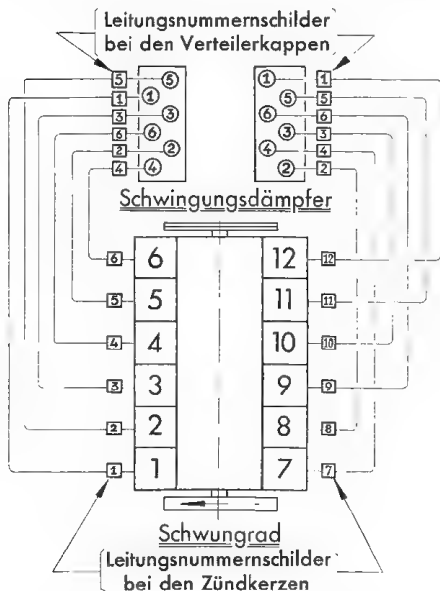 Leitungsnummernschilder
bei den Verteilerkappen
5 5 1 1
1 1 5 5
3 3 6 6
6 6 3 3
2 2 4 4
4 4 2 2
Schwingungsdämpfer
6 6 12 12
5 5 11 11
4 4 10 10
3 3 9 9
2 2 8 8
1 1 7 7
Schwungrad
Leitungsnummernschilder
bei den Zündkerzen